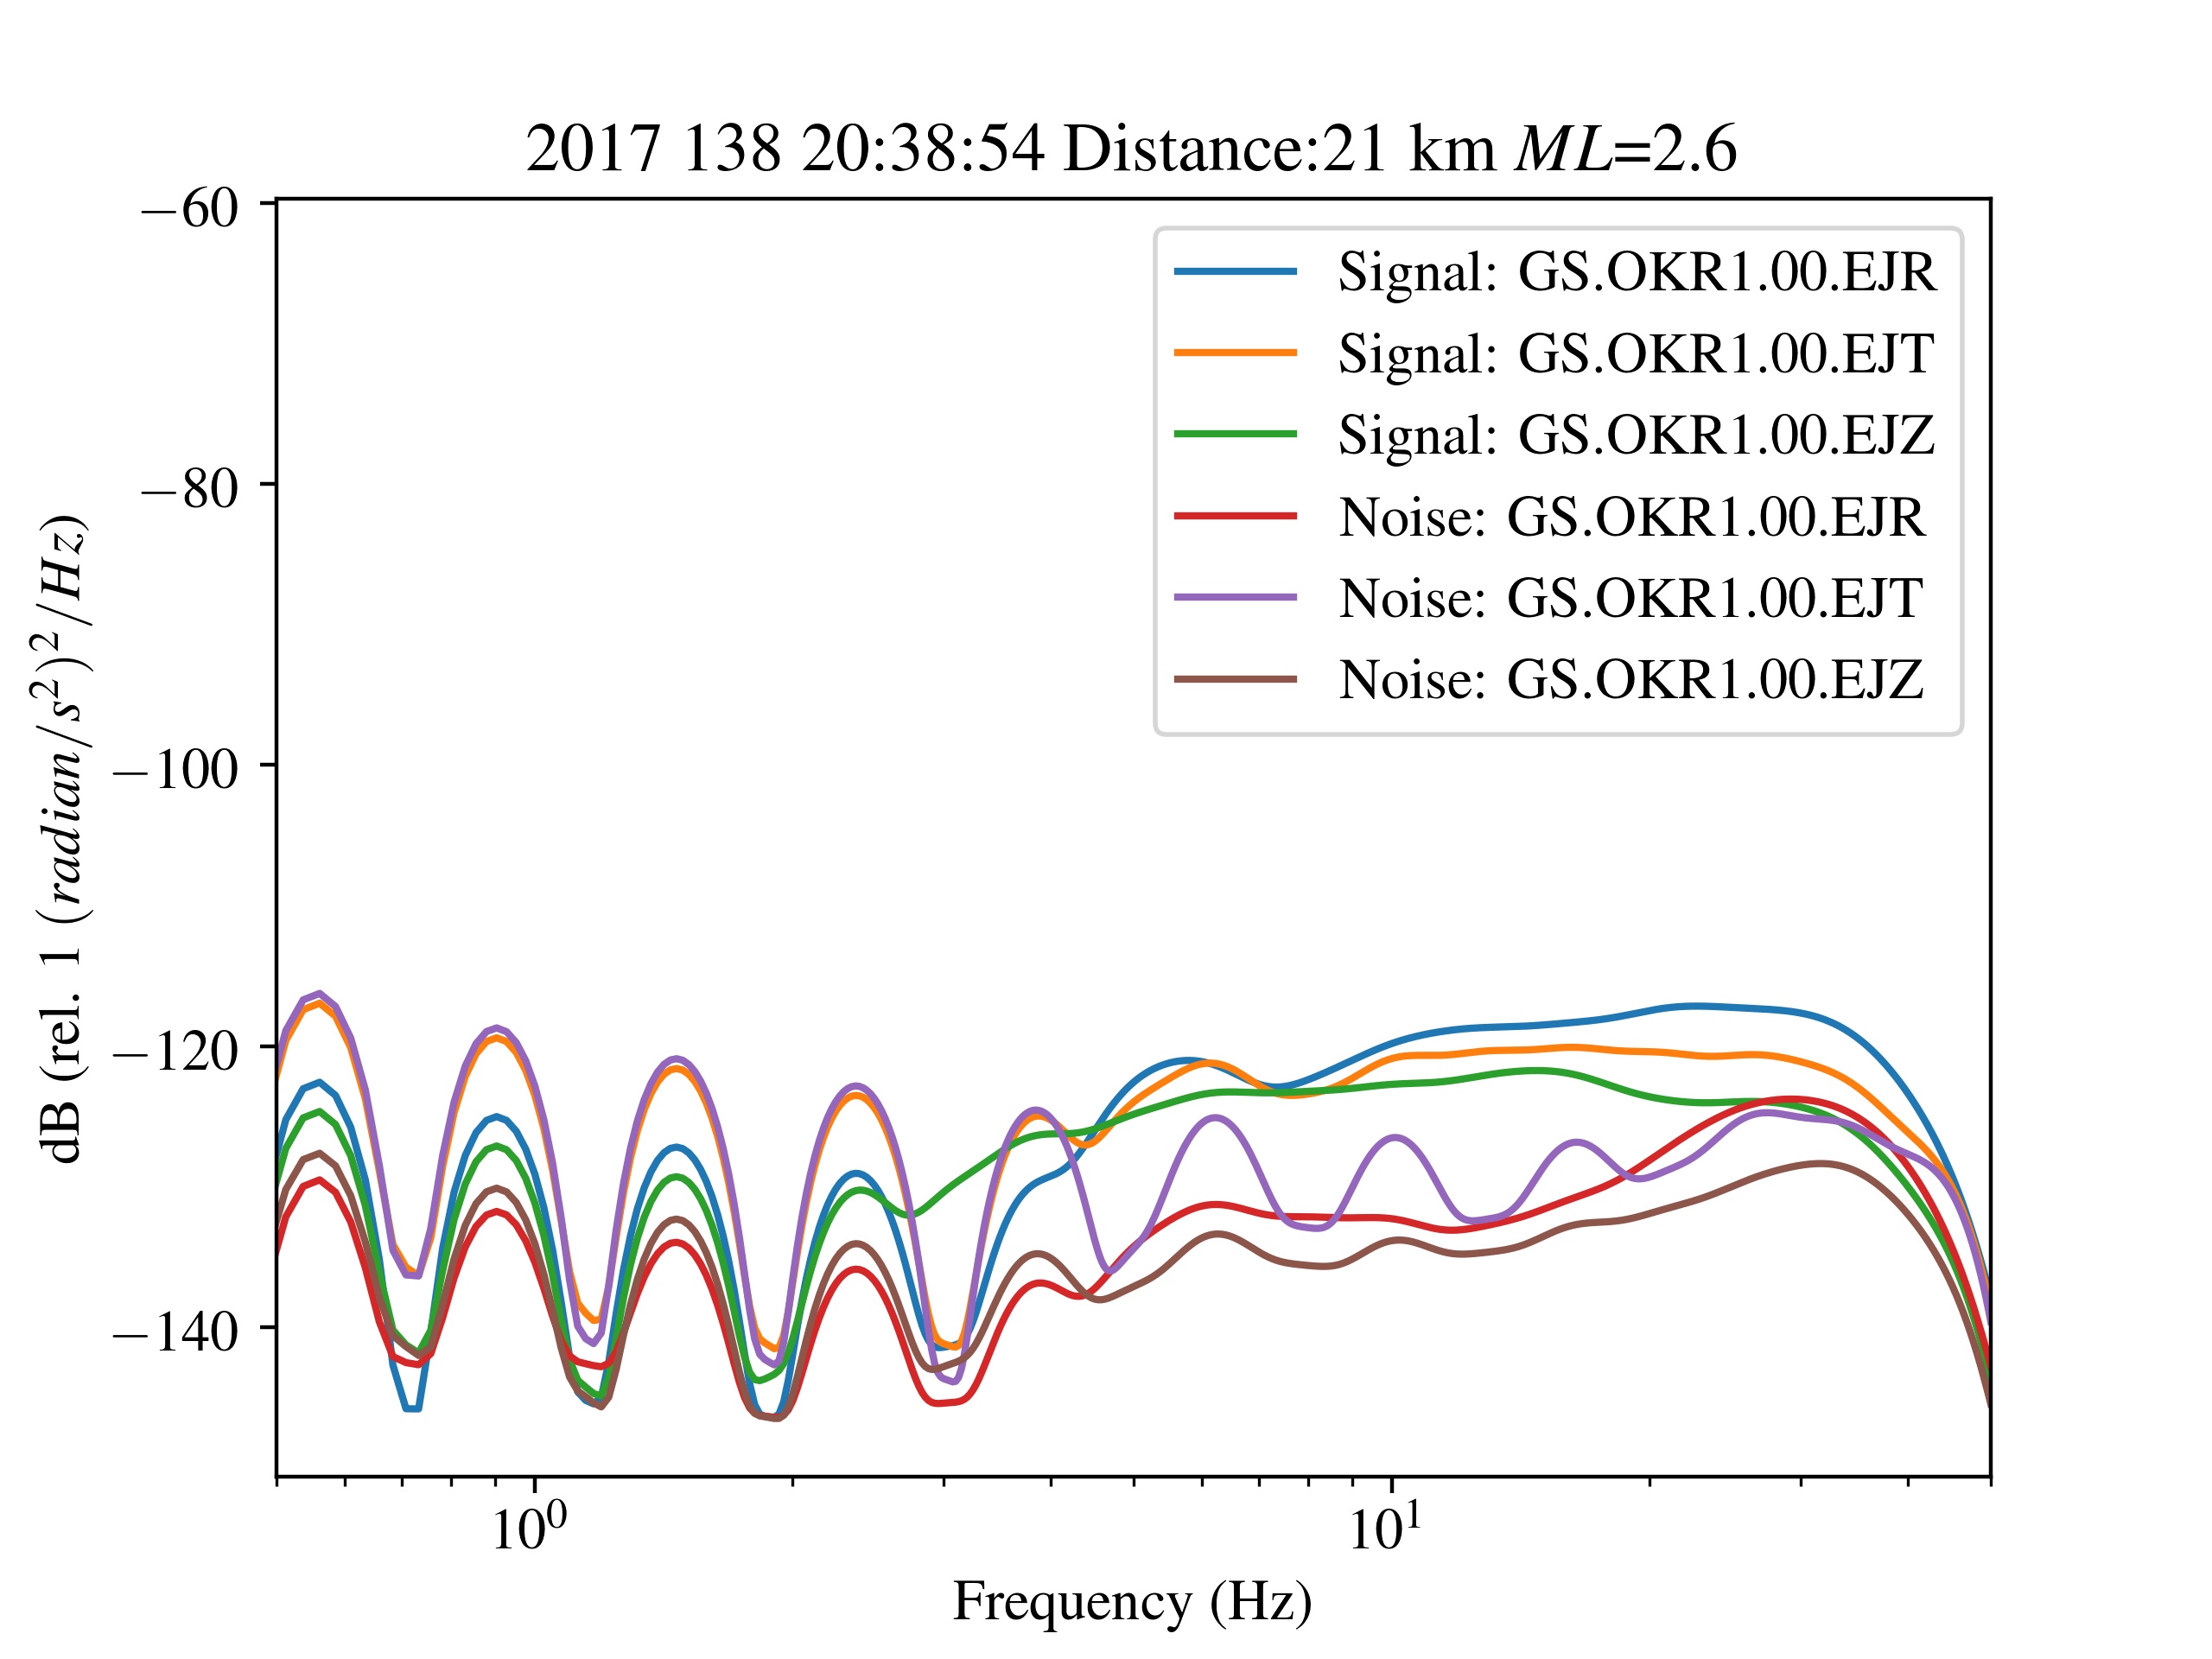 2017 138 20:38:54 Distance:21 km ML=2.6
dB (rel. 1 (radian/s²)²/Hz)
−60
−80
−100
−120
−140
Signal: GS.OKR1.00.EJR
Signal: GS.OKR1.00.EJT
Signal: GS.OKR1.00.EJZ
Noise: GS.OKR1.00.EJR
Noise: GS.OKR1.00.EJT
Noise: GS.OKR1.00.EJZ
10⁰ 10¹
Frequency (Hz)